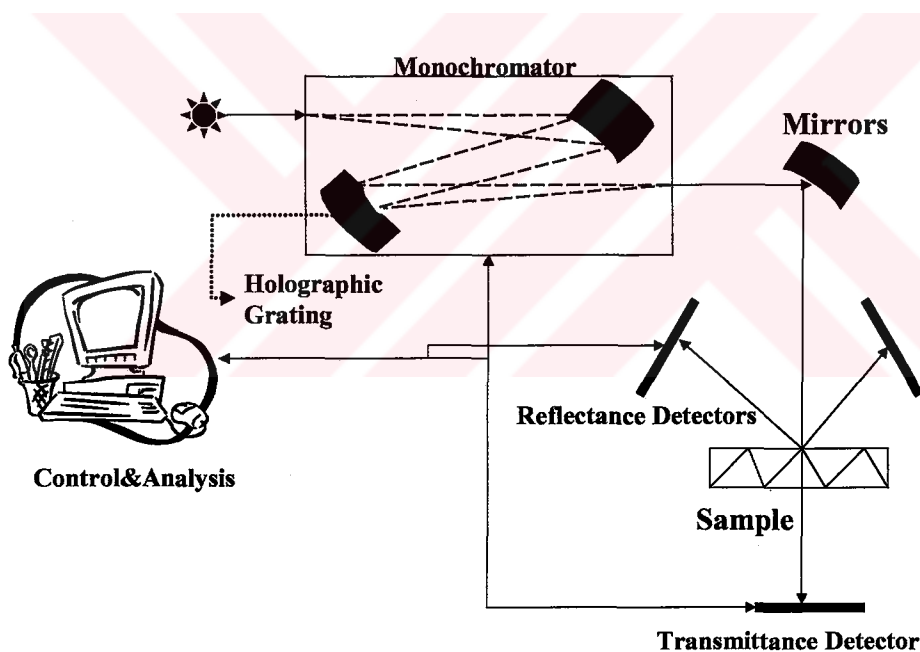 Monochromator
Mirrors
Holographic
Grating
Reflectance Detectors
Control&Analysis
Sample
Transmittance Detector